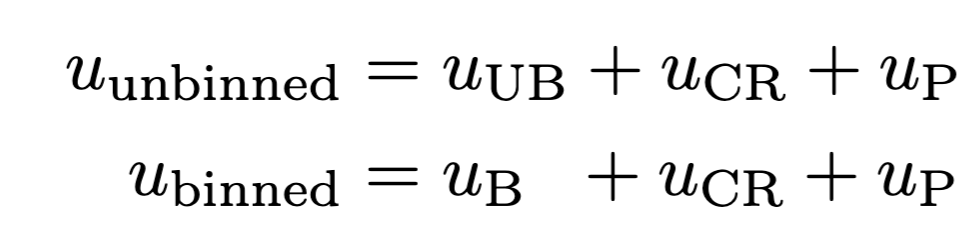 u_unbinned = u_UB + u_CR + u_P
u_binned = u_B + u_CR + u_P